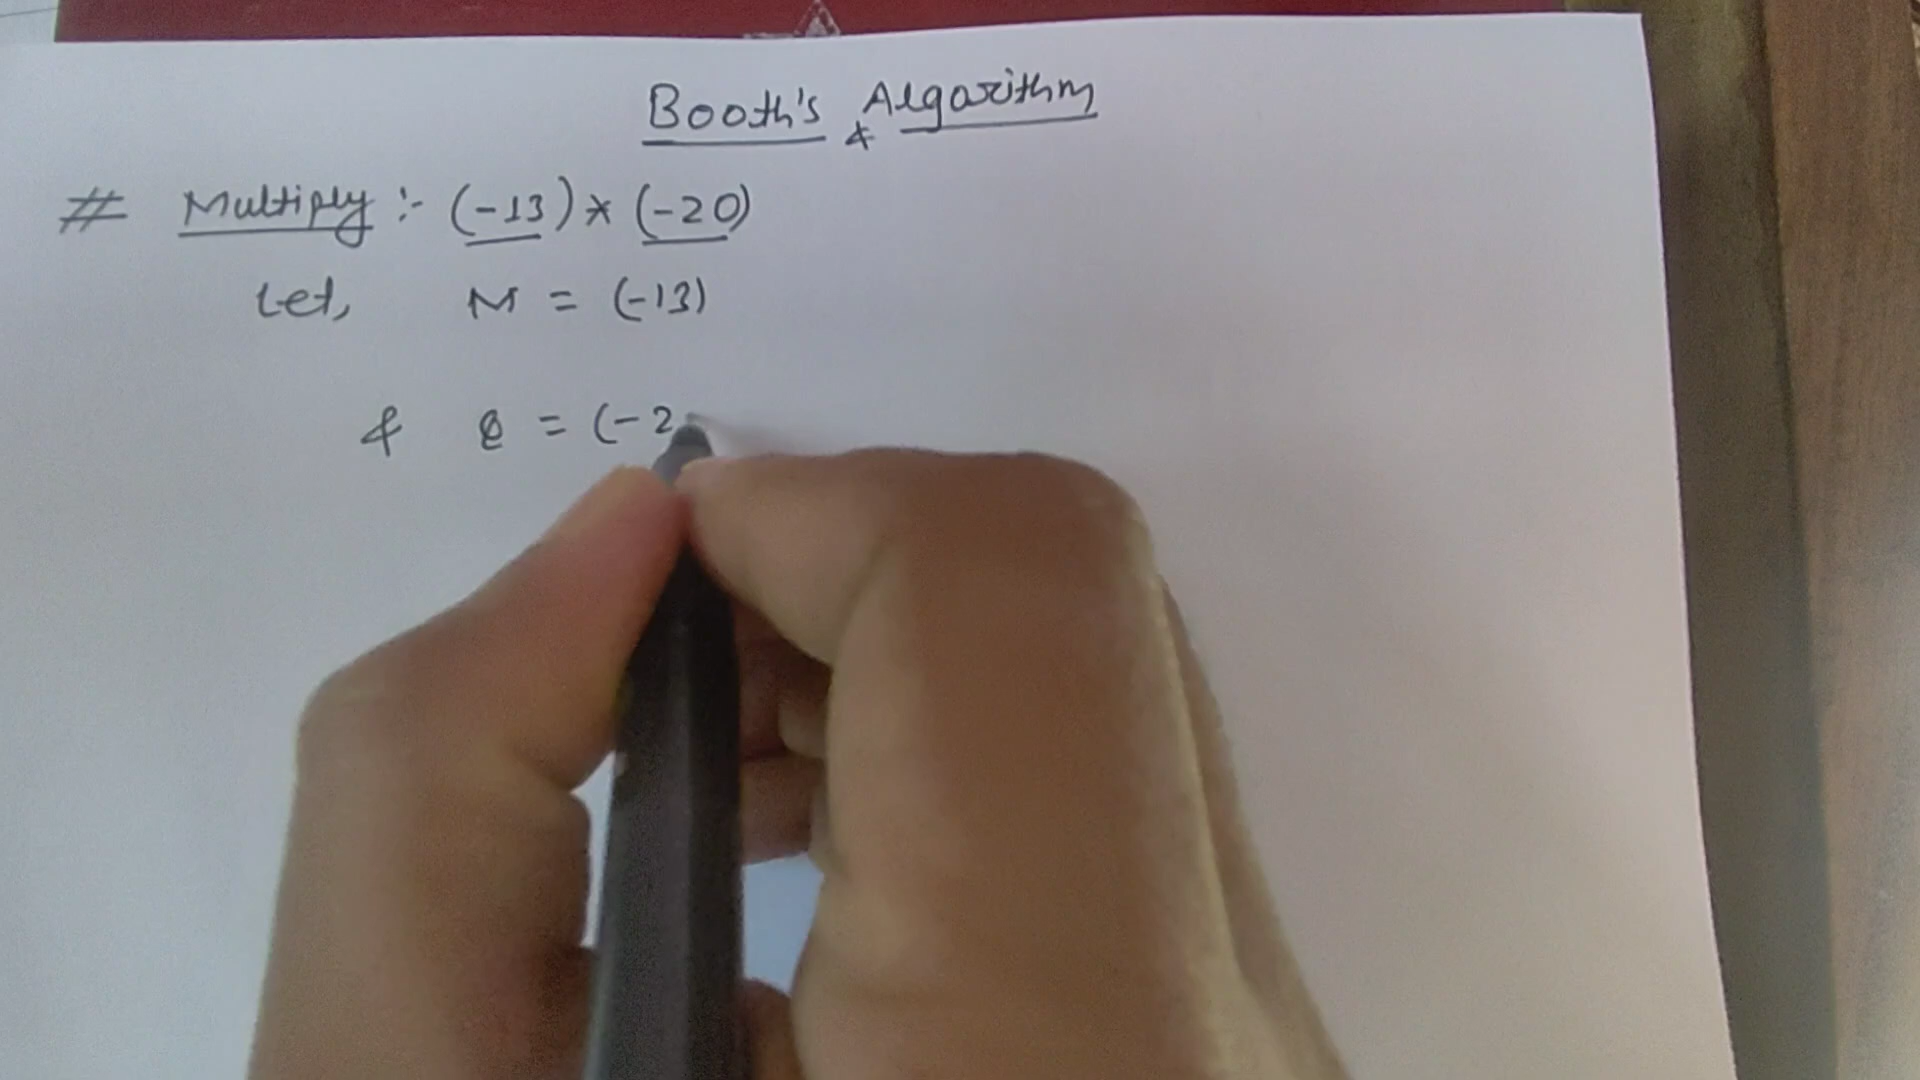 Booth's Algorithm
# Multiply :- (-13) * (-20)
Let, M = (-13)
& Q = (-2